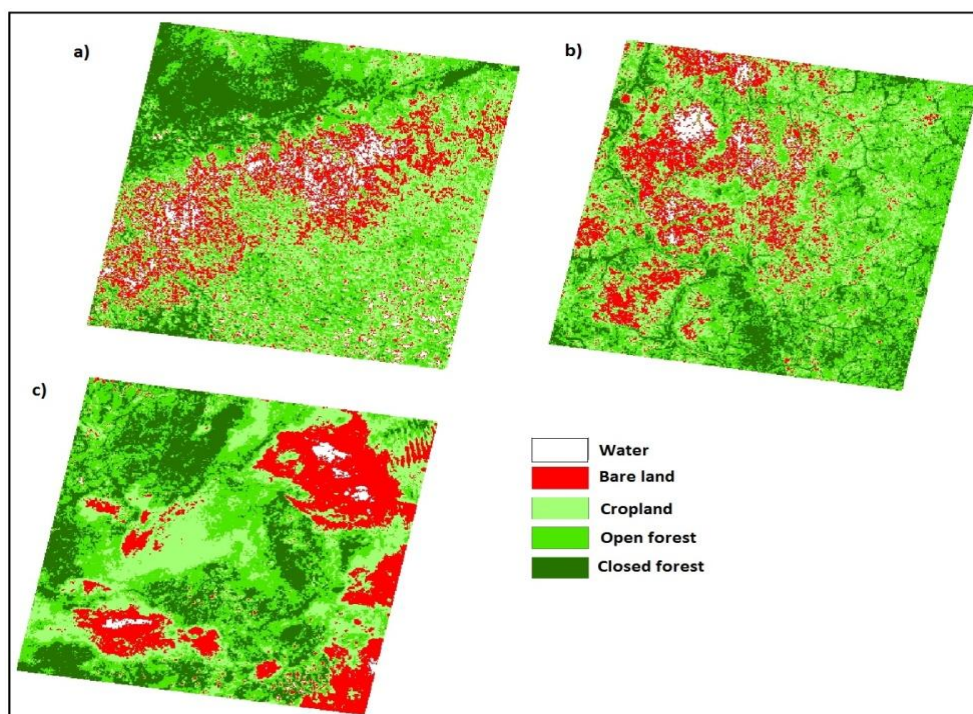 a)
b)
c)
Water
Bare land
Cropland
Open forest
Closed forest